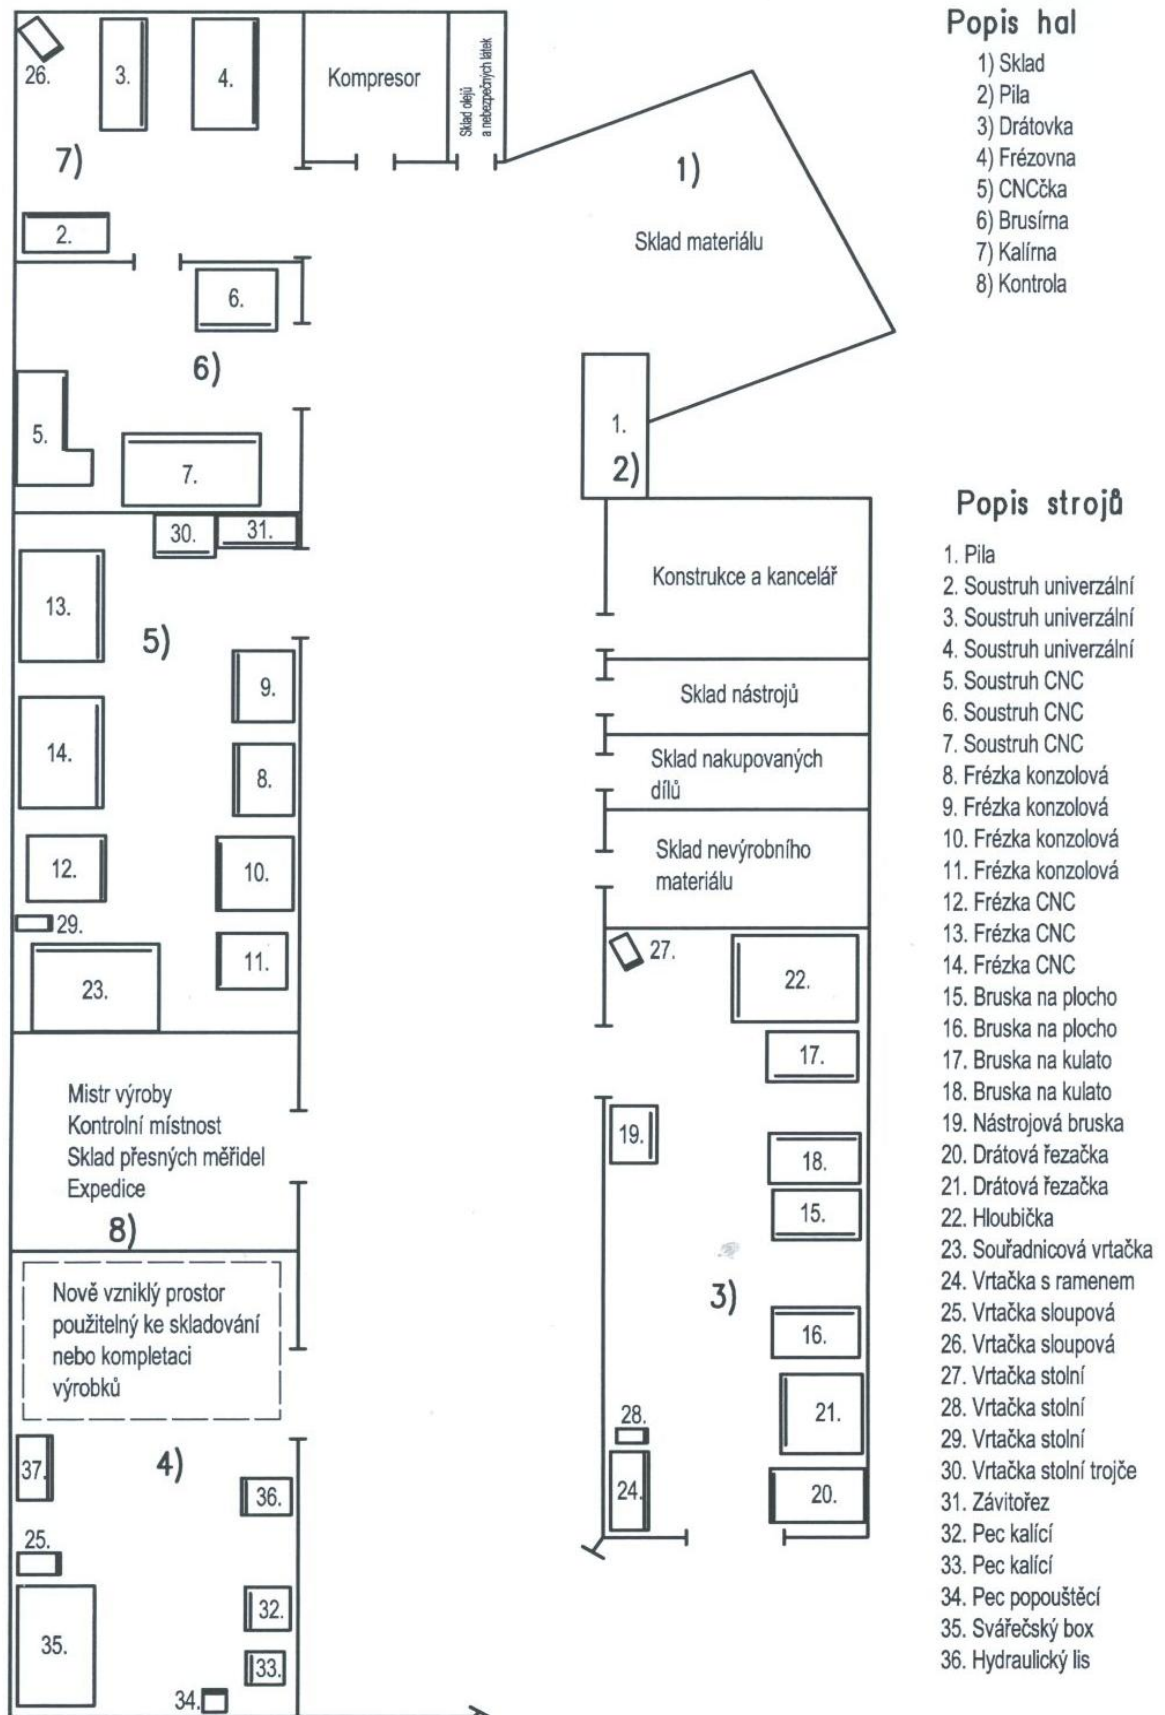 Popis hal
1) Sklad
2) Pila
3) Drátovka
4) Frézovna
5) CNCčka
6) Brusírna
7) Kalírna
8) Kontrola
Popis strojů
1. Pila
2. Soustruh univerzální
3. Soustruh univerzální
4. Soustruh univerzální
5. Soustruh CNC
6. Soustruh CNC
7. Soustruh CNC
8. Frézka konzolová
9. Frézka konzolová
10. Frézka konzolová
11. Frézka konzolová
12. Frézka CNC
13. Frézka CNC
14. Frézka CNC
15. Bruska na plocho
16. Bruska na plocho
17. Bruska na kulato
18. Bruska na kulato
19. Nástrojová bruska
20. Drátová řezačka
21. Drátová řezačka
22. Hloubička
23. Souřadnicová vrtačka
24. Vrtačka s ramenem
25. Vrtačka sloupová
26. Vrtačka sloupová
27. Vrtačka stolní
28. Vrtačka stolní
29. Vrtačka stolní
30. Vrtačka stolní trojče
31. Závitořez
32. Pec kalící
33. Pec kalící
34. Pec popouštěcí
35. Svářečský box
36. Hydraulický lis
26.
3.
4.
7)
2.
Kompresor
Sklad olejů
a nebezpečných látek
1)
Sklad materiálu
6.
6)
5.
7.
1.
2)
30.
31.
13.
5)
9.
14.
8.
12.
10.
29.
11.
23.
Konstrukce a kancelář
Sklad nástrojů
Sklad nakupovaných
dílů
Sklad nevýrobního
materiálu
27.
22.
17.
19.
18.
15.
3)
16.
28.
21.
24.
20.
Mistr výroby
Kontrolní místnost
Sklad přesných měřidel
Expedice
8)
Nově vzniklý prostor
použitelný ke skladování
nebo kompletaci
výrobků
37.
4)
36.
25.
32.
35.
33.
34.